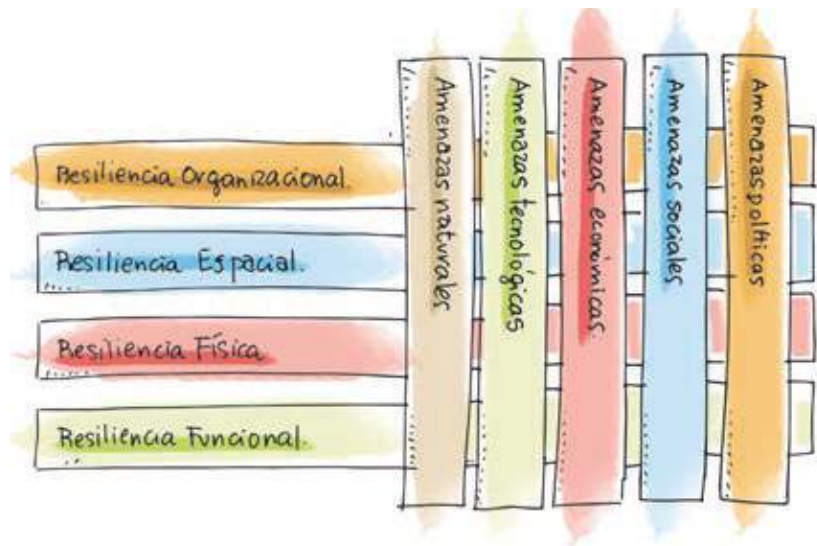 Resiliencia Organizacional.
Resiliencia Espacial.
Resiliencia Física
Resiliencia Funcional.
Amenazas naturales
Amenazas tecnológicas
Amenazas económicas.
Amenazas sociales
Amenazas políticas